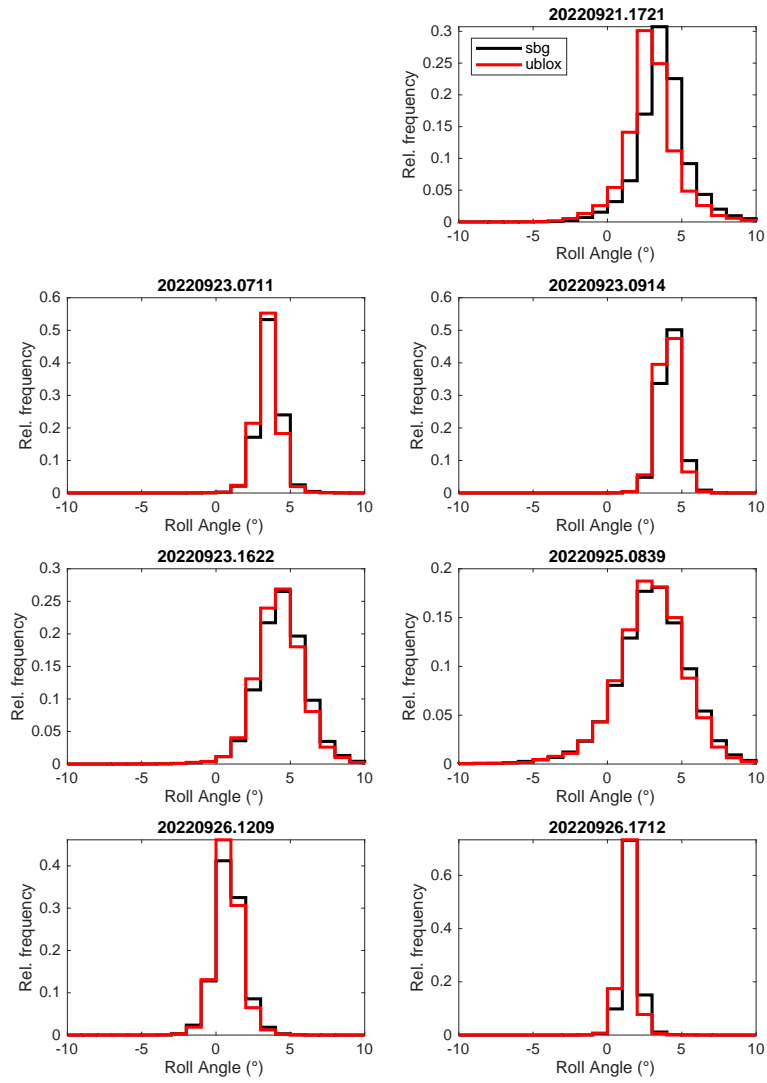 20220921.1721
sbg
ublox
Rel. frequency
0.3
0.25
0.2
0.15
0.1
0.05
0
-10 -5 0 5 10
Roll Angle (°)
20220923.0711
Rel. frequency
0.6
0.5
0.4
0.3
0.2
0.1
0
-10 -5 0 5 10
Roll Angle (°)
20220923.0914
Rel. frequency
0.6
0.5
0.4
0.3
0.2
0.1
0
-10 -5 0 5 10
Roll Angle (°)
20220923.1622
Rel. frequency
0.3
0.25
0.2
0.15
0.1
0.05
0
-10 -5 0 5 10
Roll Angle (°)
20220925.0839
Rel. frequency
0.2
0.15
0.1
0.05
0
-10 -5 0 5 10
Roll Angle (°)
20220926.1209
Rel. frequency
0.4
0.3
0.2
0.1
0
-10 -5 0 5 10
Roll Angle (°)
20220926.1712
Rel. frequency
0.6
0.4
0.2
0
-10 -5 0 5 10
Roll Angle (°)